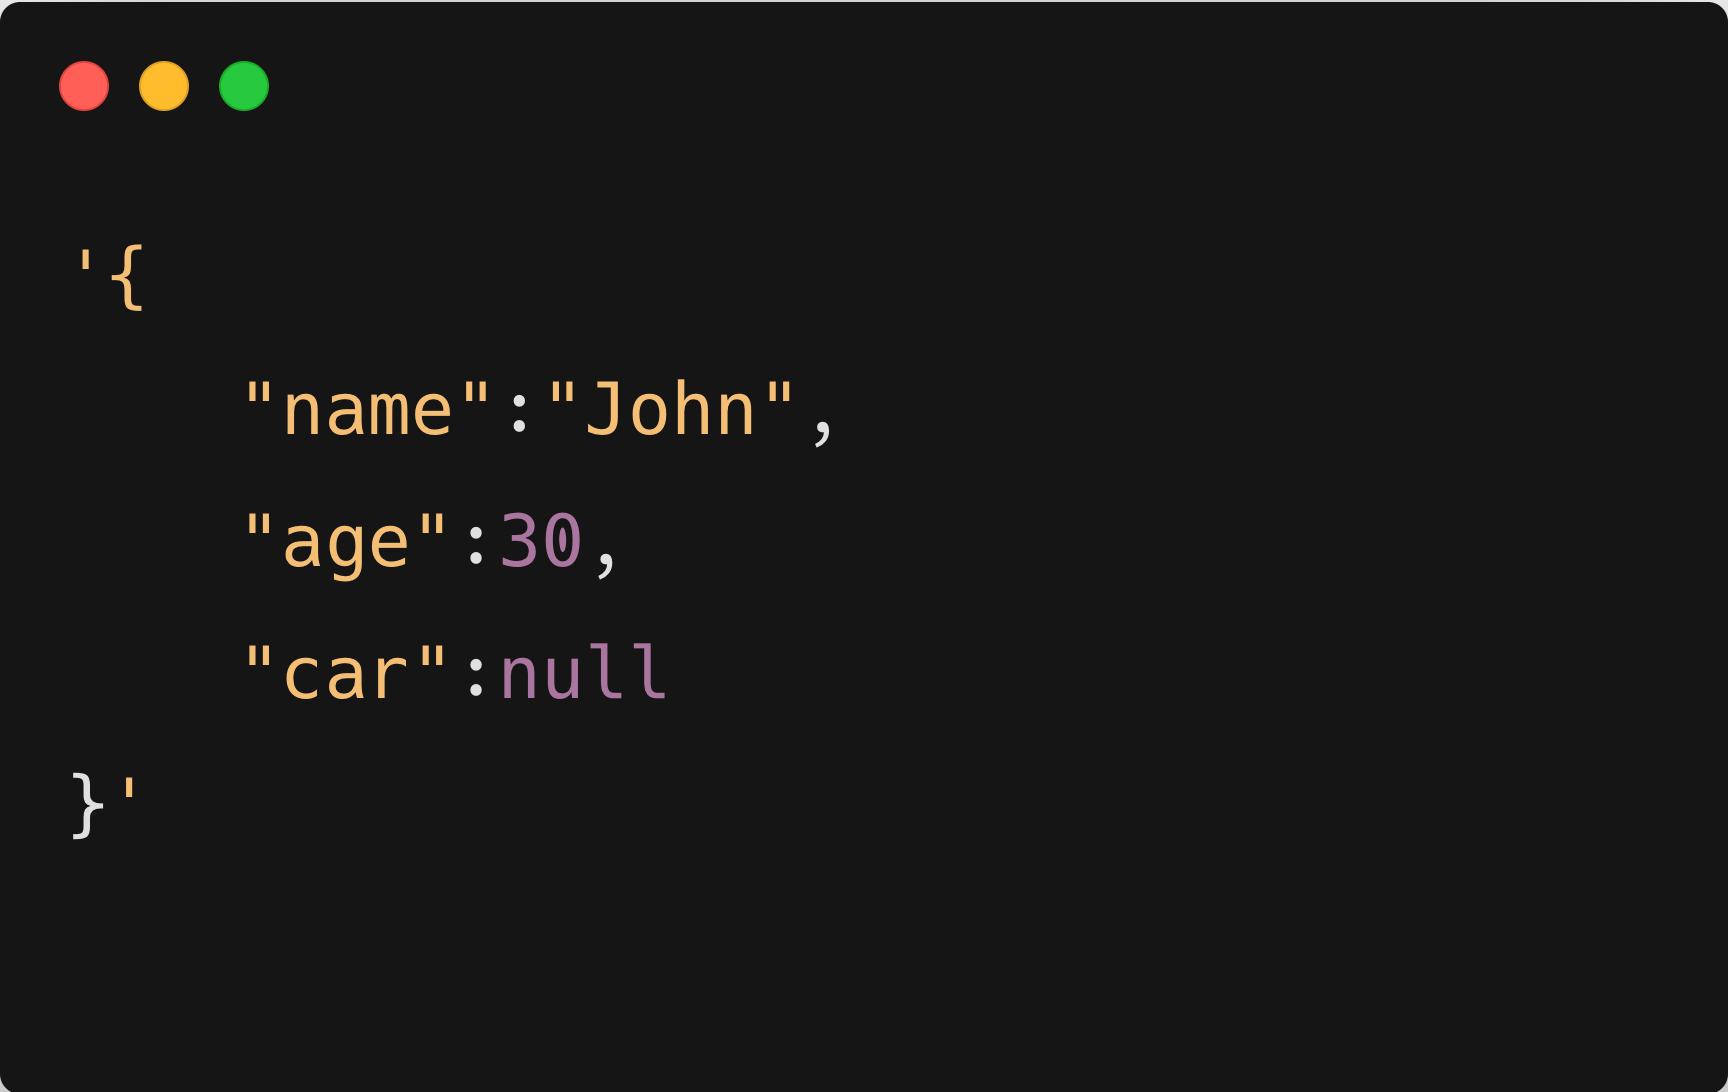 '{
    "name":"John",
    "age":30,
    "car":null
}'